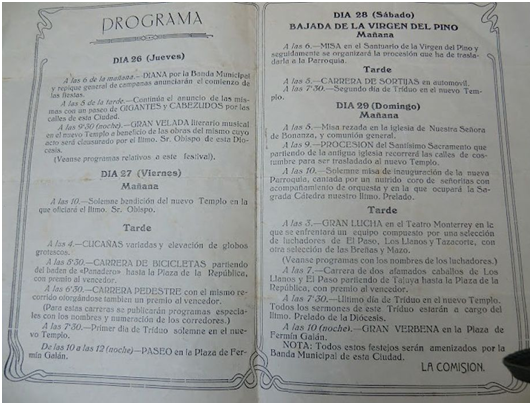 PROGRAMA
DIA 26 (Jueves)
A las 6 de la mañana.- DIANA por la Banda Municipal
y repique general de campanas anunciarán el comienzo de
las fiestas.
A las 5 de la tarde.- Continúa el anuncio de las mis-
mas con un paseo de GIGANTES y CABEZUDOS por las
calles de esta Ciudad.
A las 9'30 (noche).- GRAN VELADA literario musical
en el nuevo Templo a beneficio de las obras del mismo cuyo
acto será clausurado por el Iltmo. Sr. Obispo de esta Dió-
cesis.
(Veanse programas relativos a este festival).
DIA 27 (Viernes)
Mañana
A las 10.-Solemne bendición del nuevo Templo en la
que oficiará el Iltmo. Sr. Obispo.
Tarde
A las 4.-CUCAÑAS variadas y elevación de globos
grotescos.
A las 5'30.-CARRERA DE BICICLETAS partiendo
del baden de «Panadero» hasta la Plaza de la República,
con premio al vencedor.
A las 6'30.-CARRERA PEDESTRE con el mismo re-
corrido otorgándose también un premio al vencedor.
(Para estas carreras se publicarán programas especia-
les con los nombres y numeración de los corredores.)
A las 7'30.-Primer día de Tríduo solemne en el nue-
vo Templo.
De las 10 a las 12 (noche)-PASEO en la Plaza de Fer-
mín Galán.
DIA 28 (Sábado)
BAJADA DE LA VIRGEN DEL PINO
Mañana
A las 6.-MISA en el Santuario de la Virgen del Pino y
seguidamente se organizará la procesión que ha de trasla-
darla a la Parroquia.
Tarde
A las 5.-CARRERA DE SORTIJAS en automóvil.
A las 7'30.-Segundo día de Tríduo en el nuevo Tem-
plo.
DIA 29 (Domingo)
Mañana
A las 8.-Misa rezada en la iglesia de Nuestra Señora
de Bonanza, y comunión general.
A las 9.-PROCESION del Santísimo Sacramento que
partiendo de la antigua iglesia recorrerá las calles de cos-
tumbre para ser trasladado al nuevo Templo.
A las 10.-Solemne misa de inauguración de la nueva
Parroquia, cantada por un nutrido coro de señoritas con
acompañamiento de orquesta y en la que ocupará la Sa-
grada Cátedra nuestro Iltmo. Prelado.
Tarde
A las 3.-GRAN LUCHA en el Teatro Monterrey en la
que se enfrentará un equipo compuesto por una selección
de luchadores de El Paso, Los Llanos y Tazacorte, con
otra selección de las Breñas y Mazo.
(Veanse programas con los nombres de los luchadores.)
A las 7.-Carrera de afamados caballos de Los
Llanos y El Paso partiendo de Tajuya hasta la Plaza de la
República, con premio al vencedor.
A las 7'30.-Ultimo día de Tríduo en el nuevo Templo.
Todos los sermones de este Tríduo estarán a cargo del
Iltmo. Prelado de la Diócesis.
A las 10 (noche).-GRAN VERBENA en la Plaza de
Fermín Galán.
NOTA: Todos estos festejos serán amenizados por la
Banda Municipal de esta Ciudad.
LA COMISION.